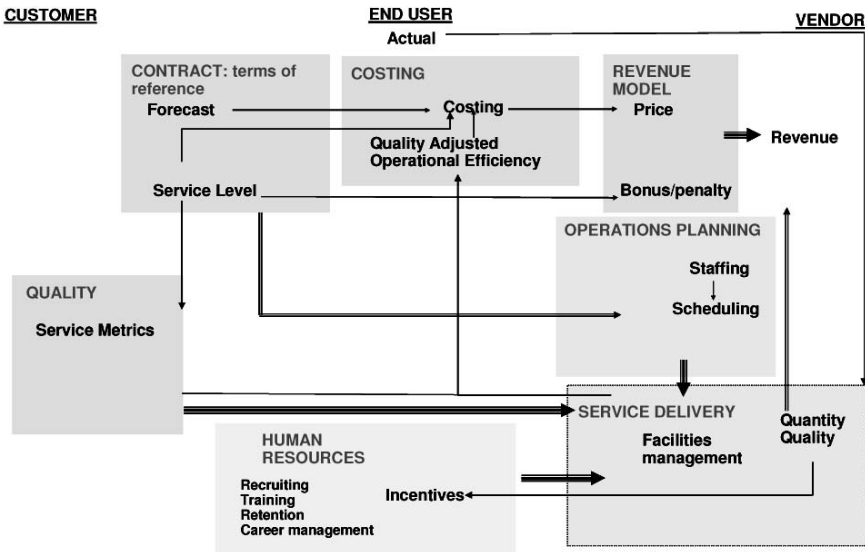 CUSTOMER
END USER
VENDOR
Actual
CONTRACT: terms of
reference
Forecast
Service Level
COSTING
Costing
Quality Adjusted
Operational Efficiency
REVENUE
MODEL
Price
Bonus/penalty
Revenue
OPERATIONS PLANNING
Staffing
Scheduling
QUALITY
Service Metrics
SERVICE DELIVERY
Facilities
management
Quantity
Quality
HUMAN
RESOURCES
Recruiting
Training
Retention
Career management
Incentives